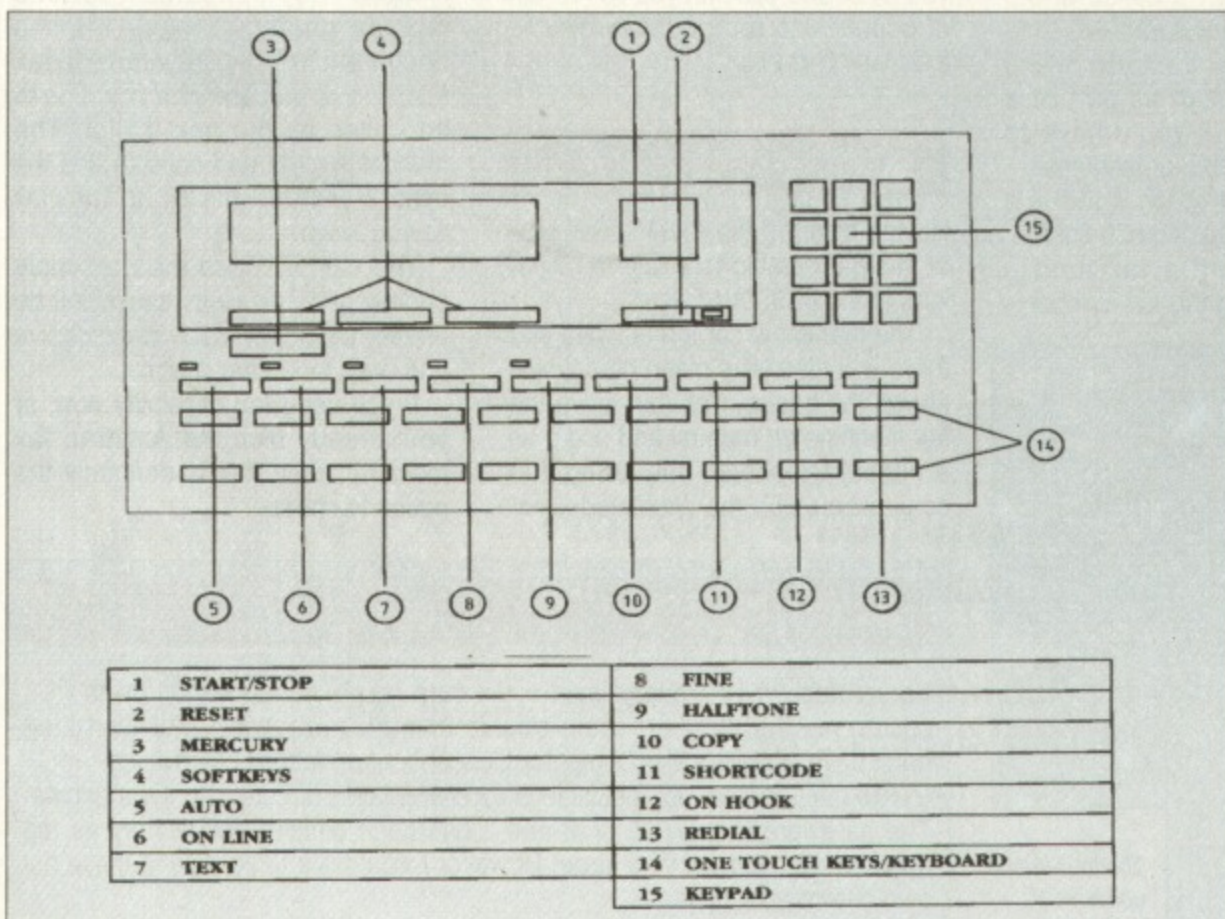 3
4
1
2
15
14
5
6
7
8
9
10
11
12
13
1 START/STOP
2 RESET
3 MERCURY
4 SOFTKEYS
5 AUTO
6 ON LINE
7 TEXT
8 FINE
9 HALFTONE
10 COPY
11 SHORTCODE
12 ON HOOK
13 REDIAL
14 ONE TOUCH KEYS/KEYBOARD
15 KEYPAD